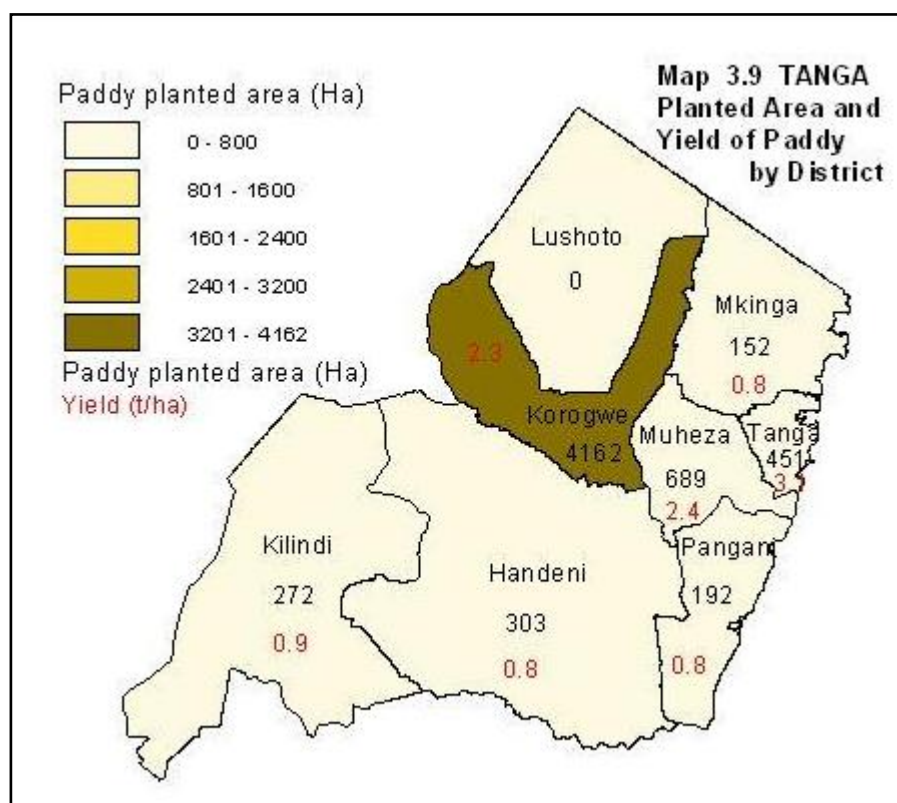 Map 3.9 TANGA
Planted Area and
Yield of Paddy
by District
Paddy planted area (Ha)
0 - 800
801 - 1600
1601 - 2400
2401 - 3200
3201 - 4162
Paddy planted area (Ha)
Yield (t/ha)
Lushoto
0
Mkinga
152
0.8
2.3
Korogwe
4162
Muheza
689
2.4
Tanga
451
192
Kilindi
272
0.9
Handeni
303
0.8
0.8